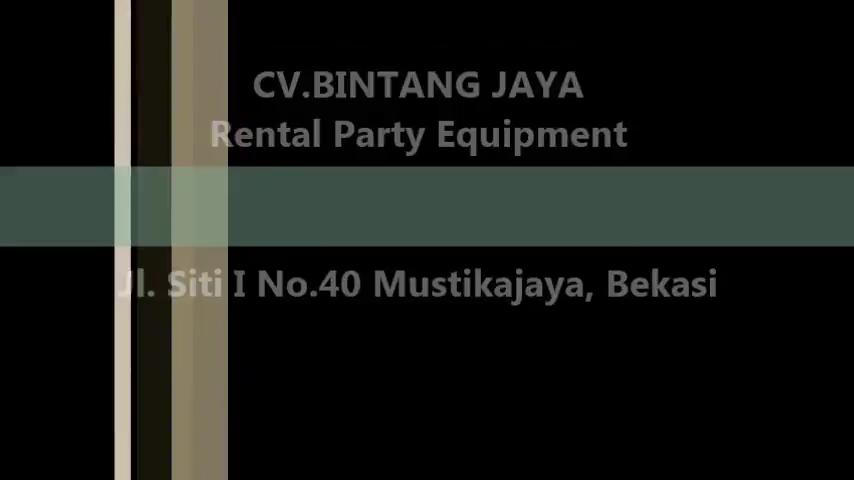 CV.BINTANG JAYA
Rental Party Equipment
Jl. Siti I No.40 Mustikajaya, Bekasi